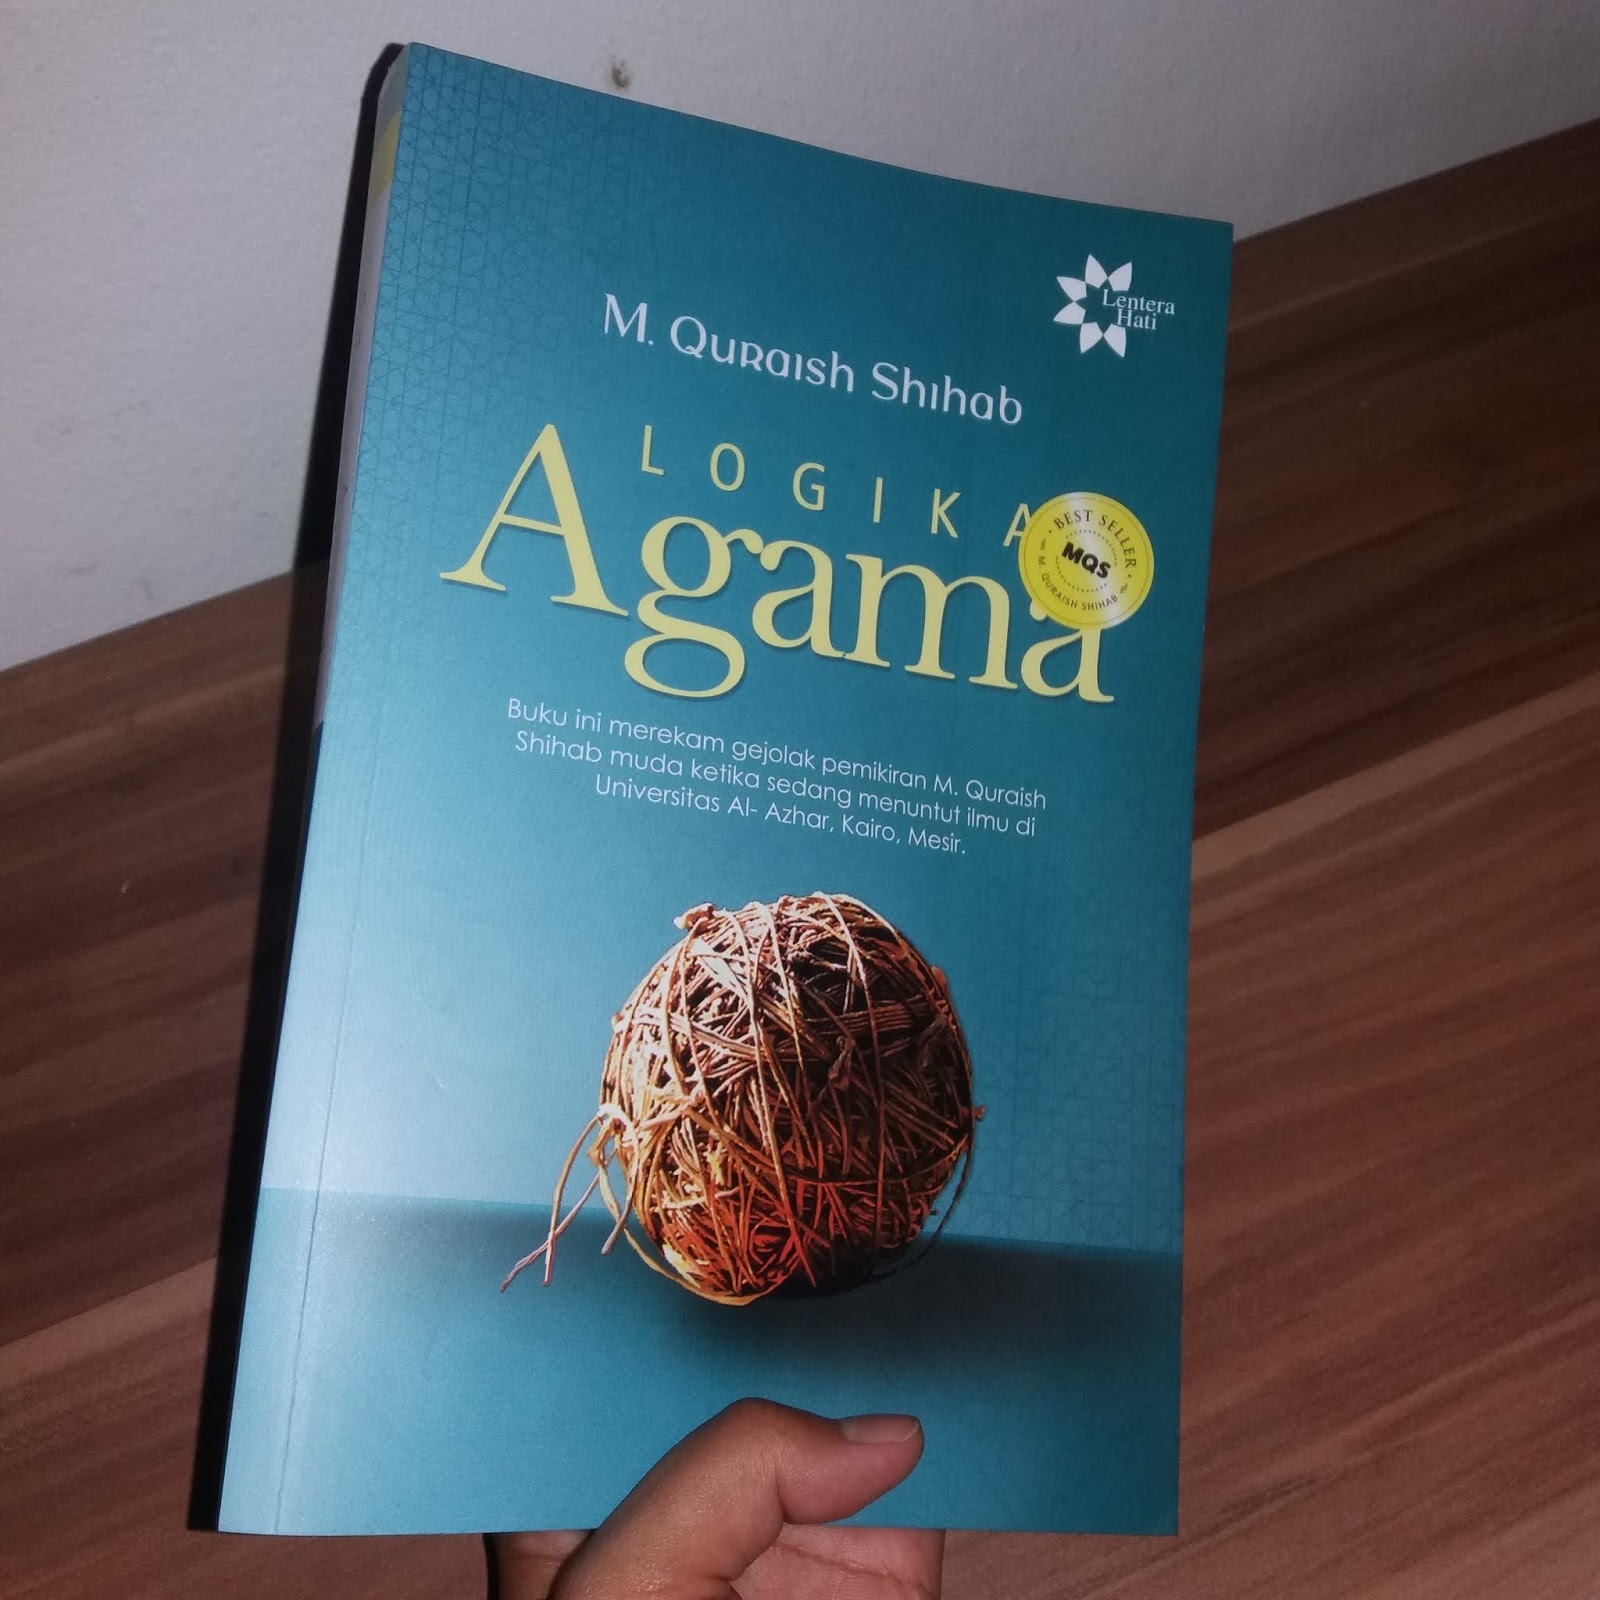 Lentera
Hati
M. Quraish Shihab
LOGIKA
Agama
BEST SELLER
MQS
M. QURAISH SHIHAB
Buku ini merekam gejolak pemikiran M. Quraish
Shihab muda ketika sedang menuntut ilmu di
Universitas Al- Azhar, Kairo, Mesir.